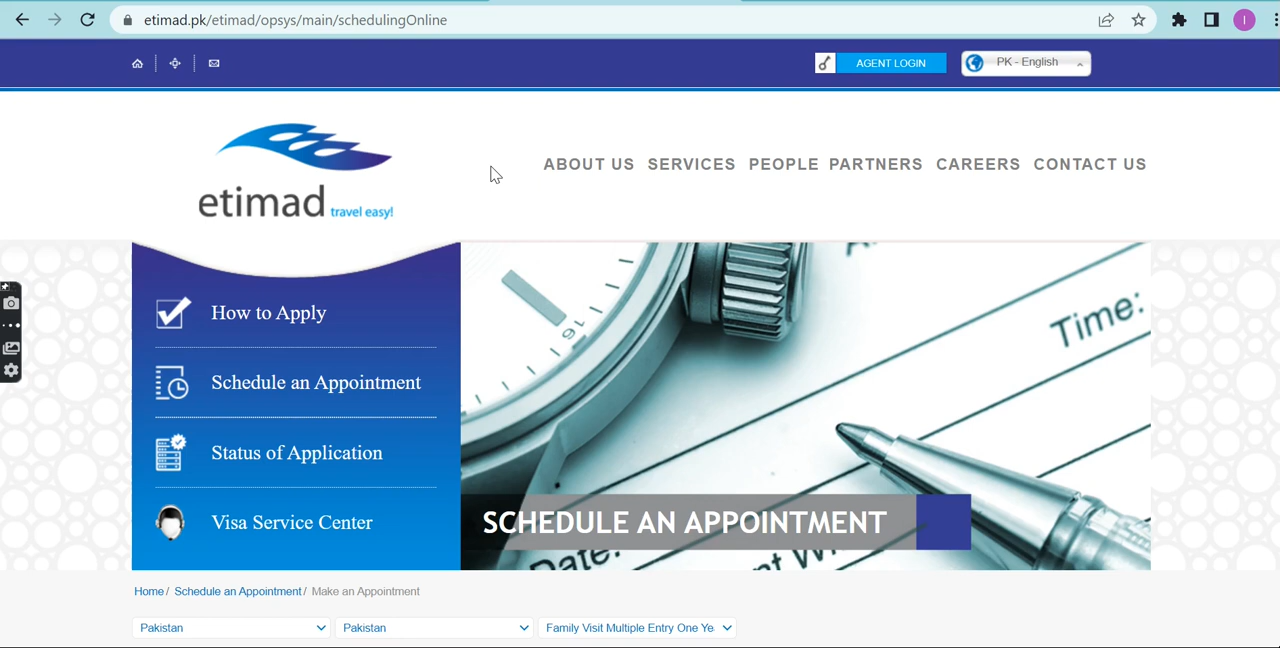 etimad.pk/etimad/opsys/main/schedulingOnline
I
AGENT LOGIN
PK - English
etimad travel easy!
ABOUT US SERVICES PEOPLE PARTNERS CAREERS CONTACT US
How to Apply
Schedule an Appointment
Status of Application
Visa Service Center
Time:
SCHEDULE AN APPOINTMENT
Date:
Home / Schedule an Appointment / Make an Appointment
Pakistan Pakistan Family Visit Multiple Entry One Ye